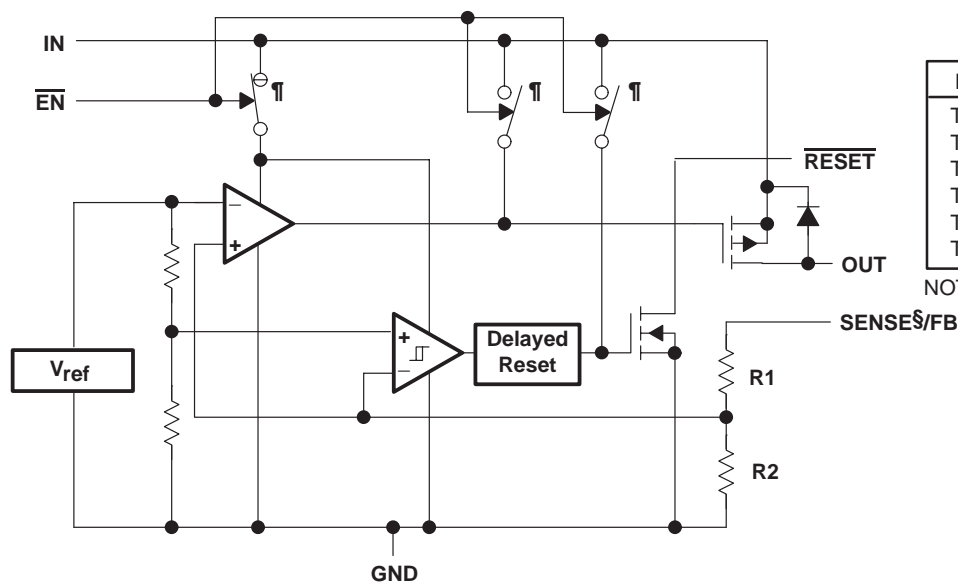 IN
¶
¶
¶
EN
RESET
_
+
OUT
SENSE§/FB
+
_
Delayed
Reset
Vref
R1
R2
GND
T
T
T
T
T
T
NOT